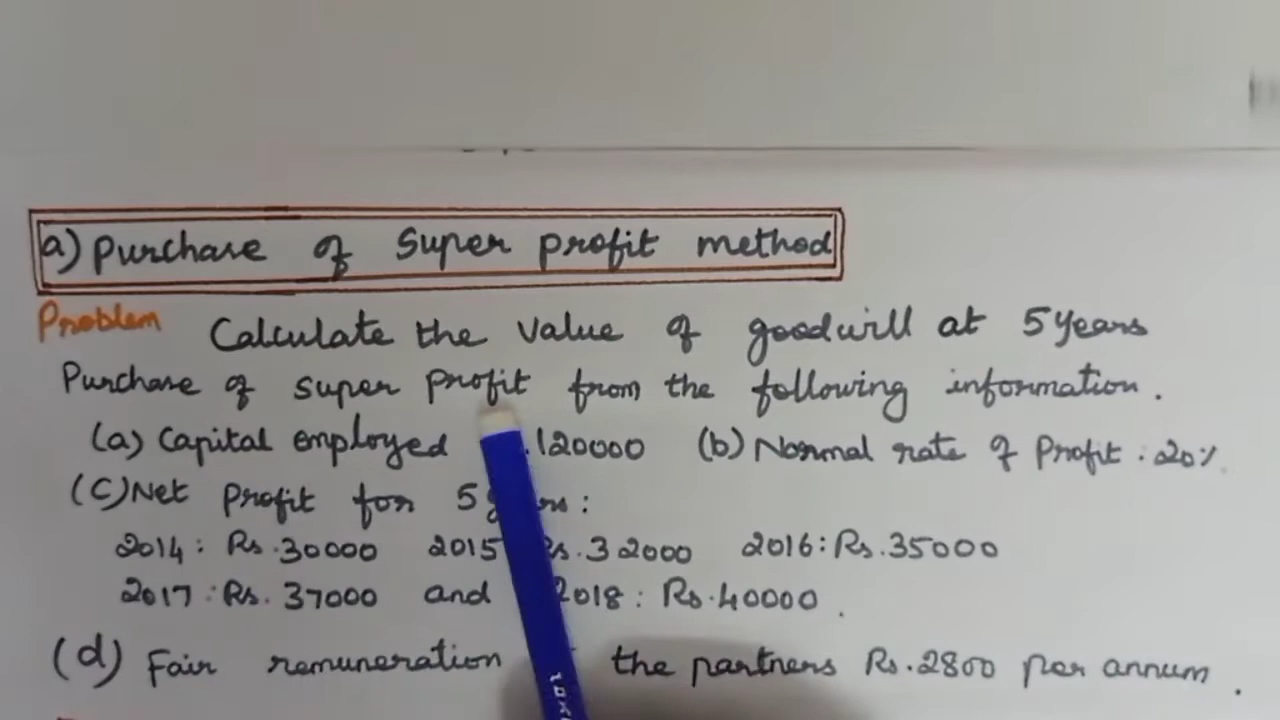 a) Purchase of Super profit method
Problem Calculate the value of goodwill at 5 Years
Purchase of super profit from the following information.
(a) Capital employed .120000 (b) Normal rate of Profit : 20%
(C) Net Profit for 5 :
2014 : Rs.30000 2015 Rs.32000 2016 : Rs.35000
2017 : Rs. 37000 and 2018 : Rs.40000.
(d) Fair remuneration the partners Rs.2800 per annum.